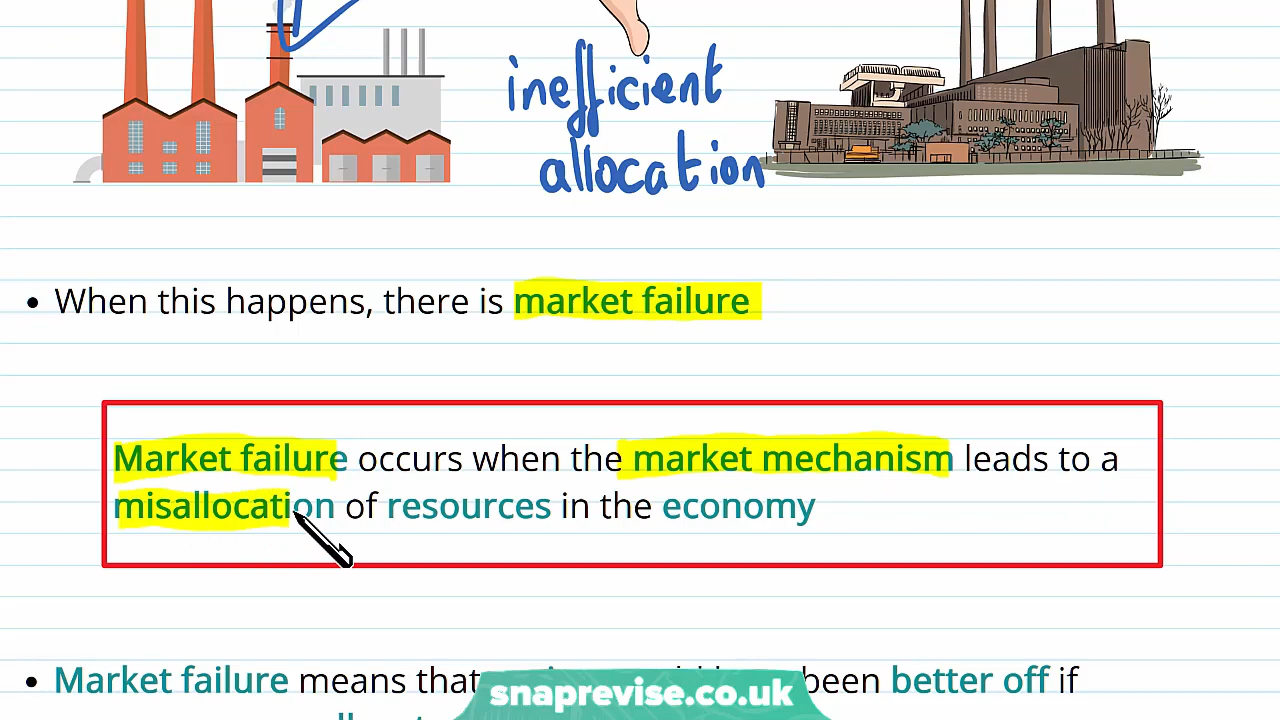 inefficient
allocation
When this happens, there is market failure
Market failure occurs when the market mechanism leads to a
misallocation of resources in the economy
Market failure means that been better off if
snaprevise.co.uk